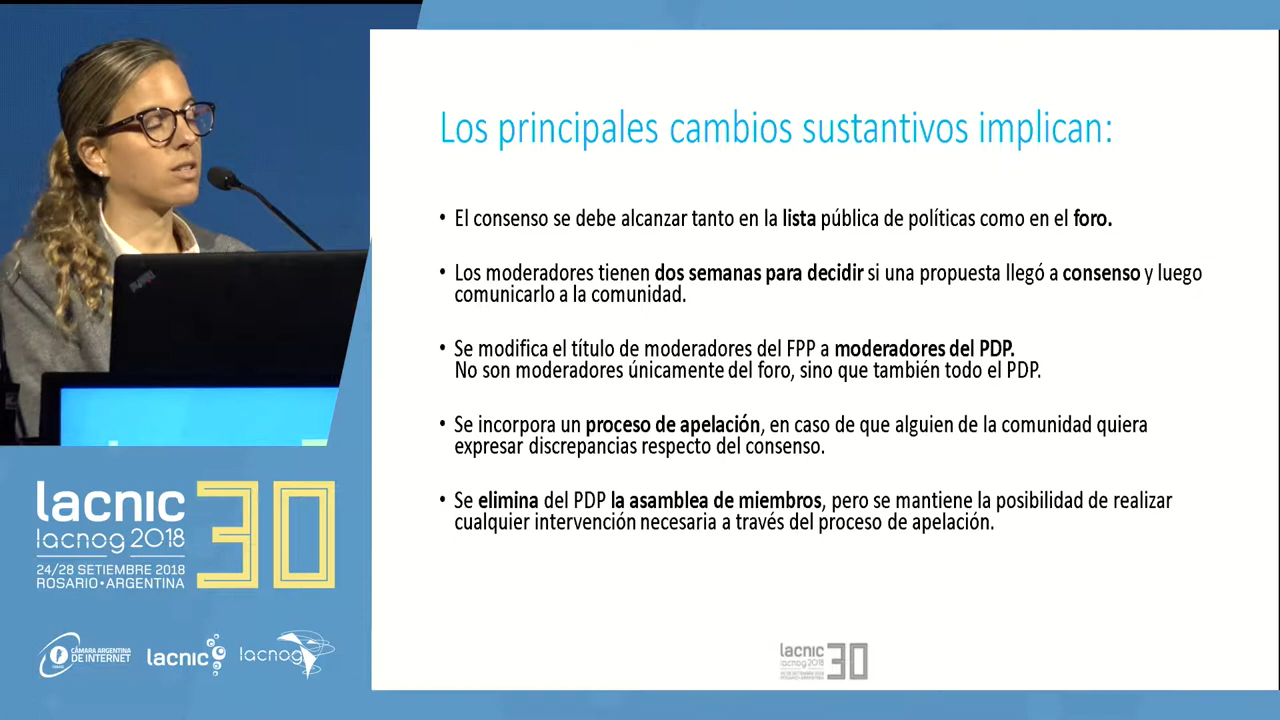 Los principales cambios sustantivos implican:
• El consenso se debe alcanzar tanto en la lista pública de políticas como en el foro.
• Los moderadores tienen dos semanas para decidir si una propuesta llegó a consenso y luego
comunicarlo a la comunidad.
• Se modifica el título de moderadores del FPP a moderadores del PDP.
No son moderadores únicamente del foro, sino que también todo el PDP.
• Se incorpora un proceso de apelación, en caso de que alguien de la comunidad quiera
expresar discrepancias respecto del consenso.
• Se elimina del PDP la asamblea de miembros, pero se mantiene la posibilidad de realizar
cualquier intervención necesaria a través del proceso de apelación.
lacnic 30
lacnog 2018
24/28 SETIEMBRE 2018
ROSARIO • ARGENTINA
CÁMARA ARGENTINA
DE INTERNET
lacnic
lacnog
lacnic 30
lacnog 2018